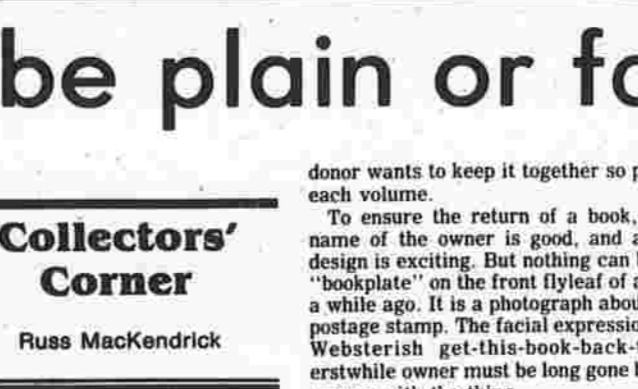 be plain or
Collectors'
Corner
Russ MacKendrick
donor wants to keep it together so
each volume.
To ensure the return of a book,
name of the owner is good, and
design is exciting. But nothing can
"bookplate" on the front flyleaf of
a while ago. It is a photograph
postage stamp. The facial
Websterish get-this-book-back-
erstwhile owner must be long gone